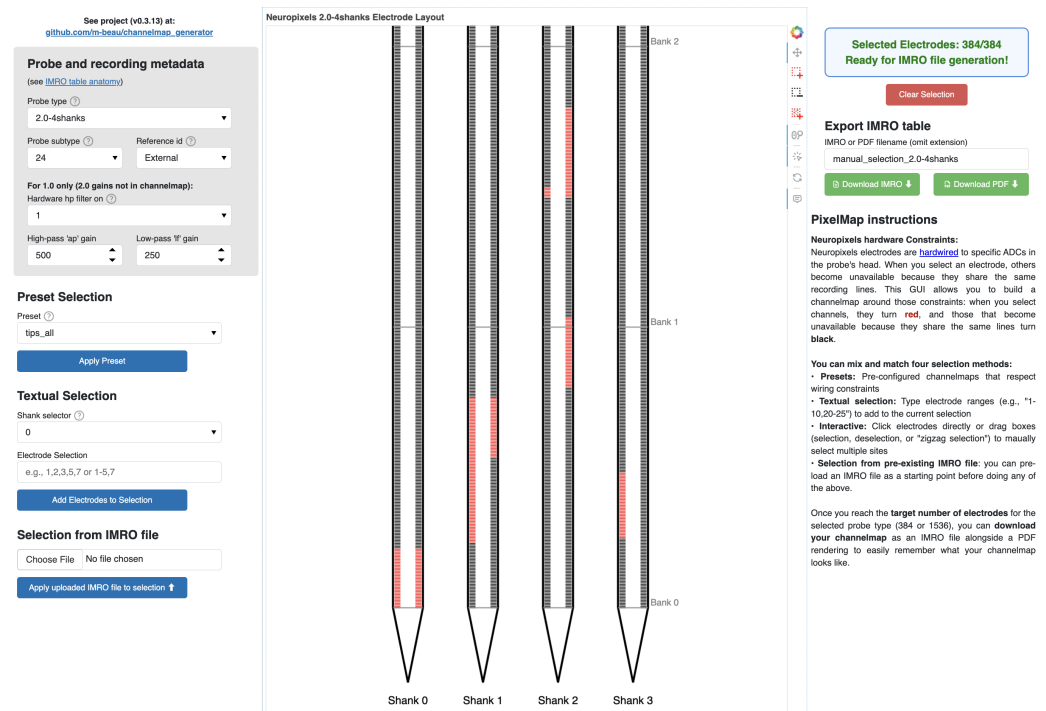 See project (v0.3.13) at:
github.com/m-beau/channelmap_generator
Probe and recording metadata
(see IMRO table anatomy)
Probe type ?
2.0-4shanks
Probe subtype ?
Reference id ?
24
External
For 1.0 only (2.0 gains not in channelmap):
Hardware hp filter on ?
1
High-pass 'ap' gain
Low-pass 'lf' gain
500
250
Preset Selection
Preset ?
tips_all
Apply Preset
Textual Selection
Shank selector ?
0
Electrode Selection
e.g., 1,2,3,5,7 or 1-5,7
Add Electrodes to Selection
Selection from IMRO file
Choose File No file chosen
Apply uploaded IMRO file to selection ⬆
Neuropixels 2.0-4shanks Electrode Layout
Bank 2
Bank 1
Bank 0
Shank 0
Shank 1
Shank 2
Shank 3
Selected Electrodes: 384/384
Ready for IMRO file generation!
Clear Selection
Export IMRO table
IMRO or PDF filename (omit extension)
manual_selection_2.0-4shanks
Download IMRO ⬇
Download PDF ⬇
PixelMap instructions
Neuropixels hardware Constraints:
Neuropixels electrodes are hardwired to specific ADCs in
the probe's head. When you select an electrode, others
become unavailable because they share the same
recording lines. This GUI allows you to build a
channelmap around those constraints: when you select
channels, they turn red, and those that become
unavailable because they share the same lines turn
black.
You can mix and match four selection methods:
• Presets: Pre-configured channelmaps that respect
wiring constraints
• Textual selection: Type electrode ranges (e.g., "1-
10,20-25") to add to the current selection
• Interactive: Click electrodes directly or drag boxes
(selection, deselection, or "zigzag selection") to maually
select multiple sites
• Selection from pre-existing IMRO file: you can pre-
load an IMRO file as a starting point before doing any of
the above.
Once you reach the target number of electrodes for the
selected probe type (384 or 1536), you can download
your channelmap as an IMRO file alongside a PDF
rendering to easily remember what your channelmap
looks like.